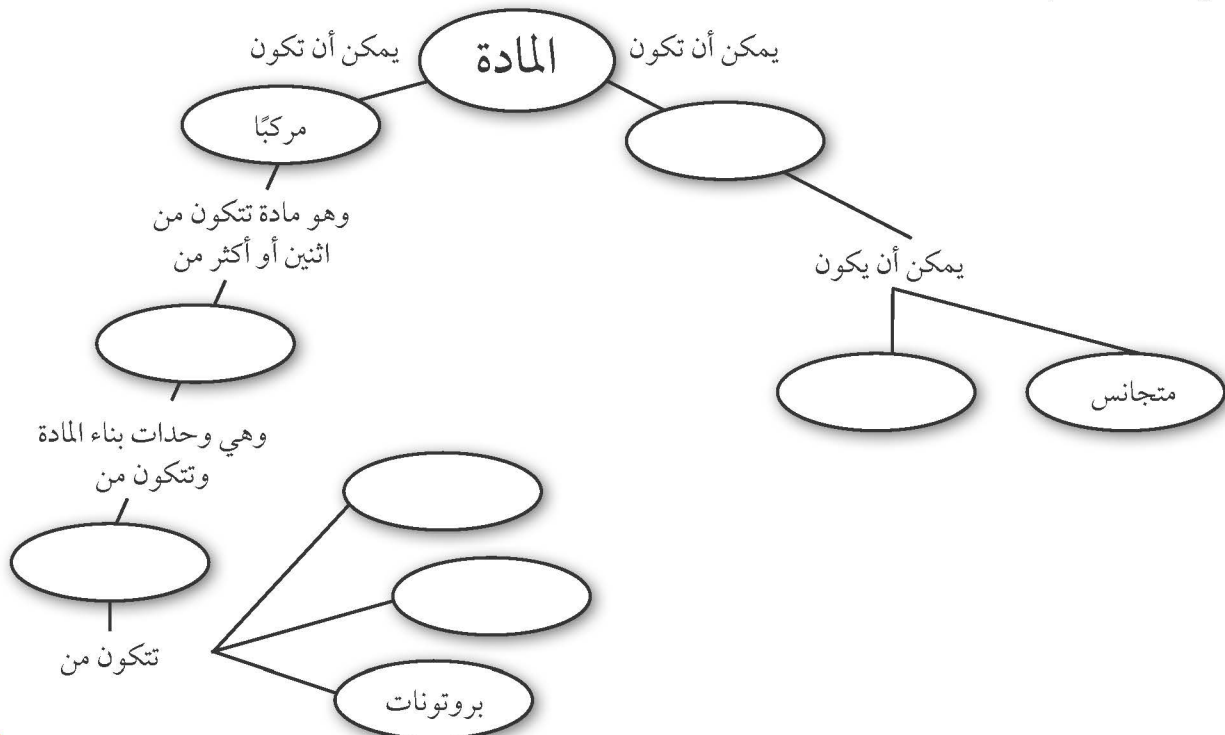 المادة
يمكن أن تكون
يمكن أن تكون
مركبًا
وهو مادة تتكون من
اثنين أو أكثر من
يمكن أن يكون
متجانس
وهي وحدات بناء المادة
وتتكون من
تتكون من
بروتونات